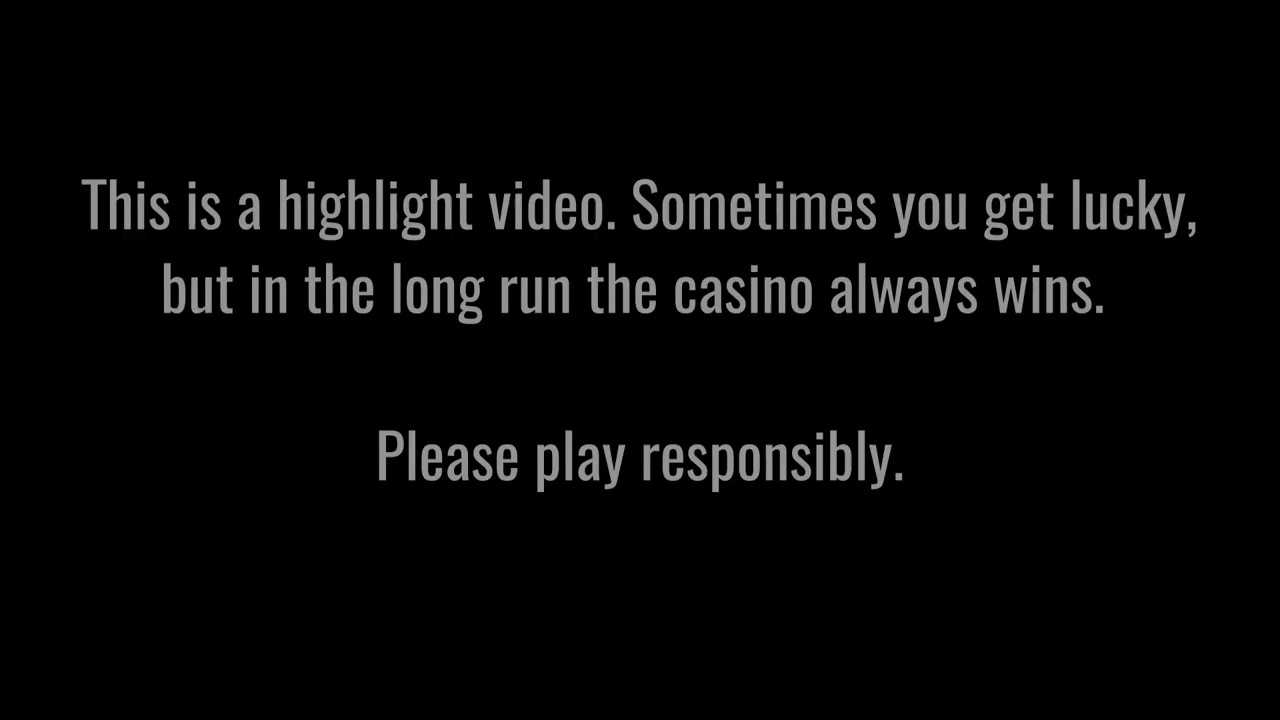 This is a highlight video. Sometimes you get lucky,
but in the long run the casino always wins.
Please play responsibly.